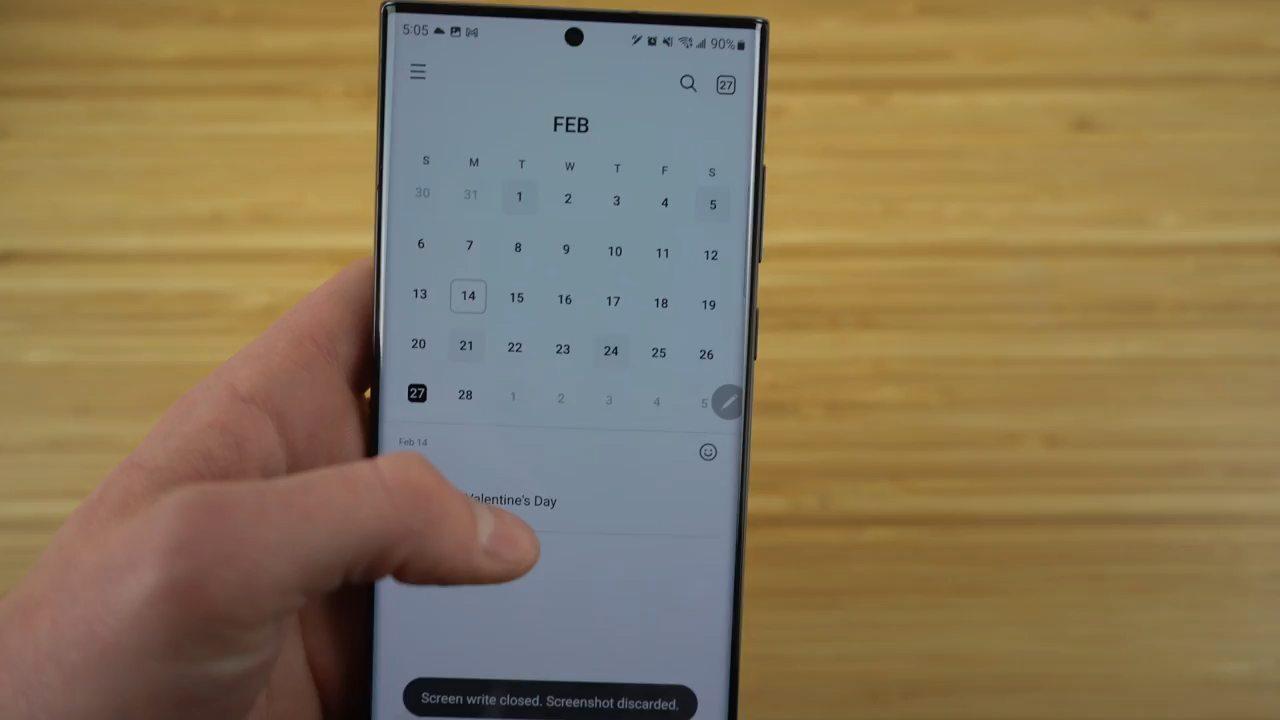 5:05 90%
27
FEB
S M T W T F S
30 31 1 2 3 4 5
6 7 8 9 10 11 12
13 14 15 16 17 18 19
20 21 22 23 24 25 26
27 28 1 2 3 4 5
Feb 14
Valentine's Day
Screen write closed. Screenshot discarded.